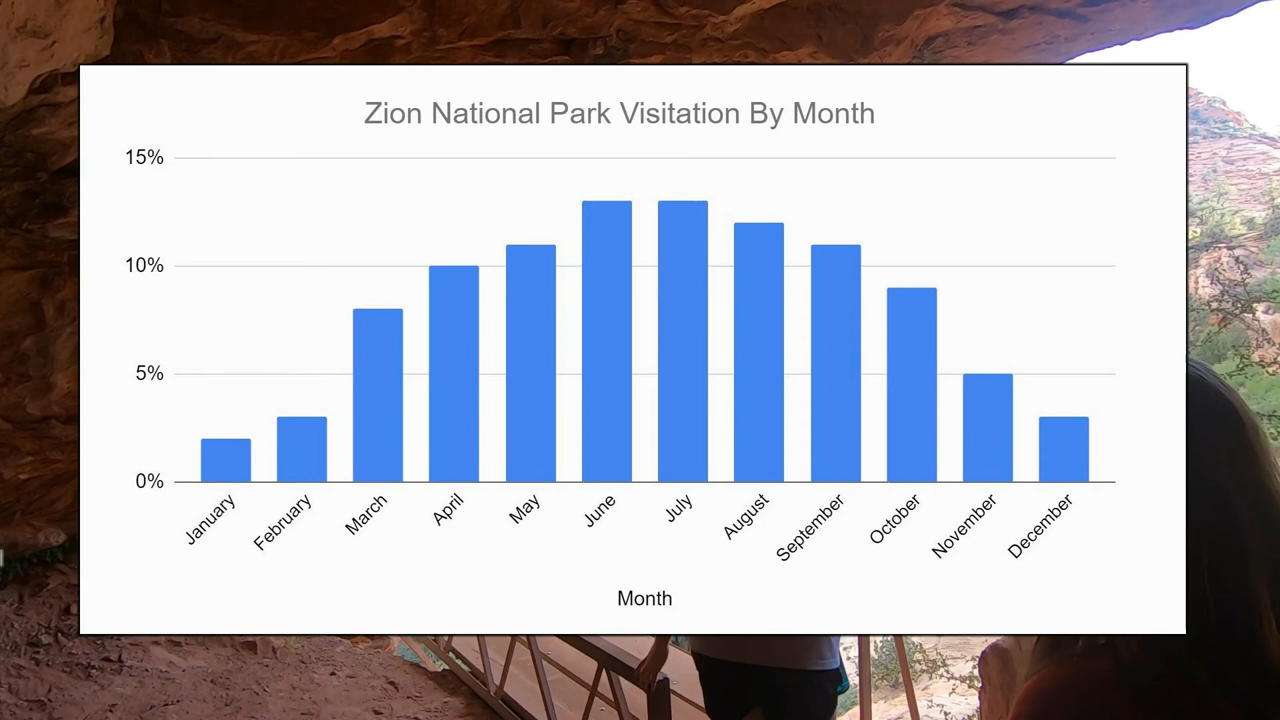 Zion National Park Visitation By Month
15%
10%
5%
0%
January
February
March
April
May
June
July
August
September
October
November
December
Month